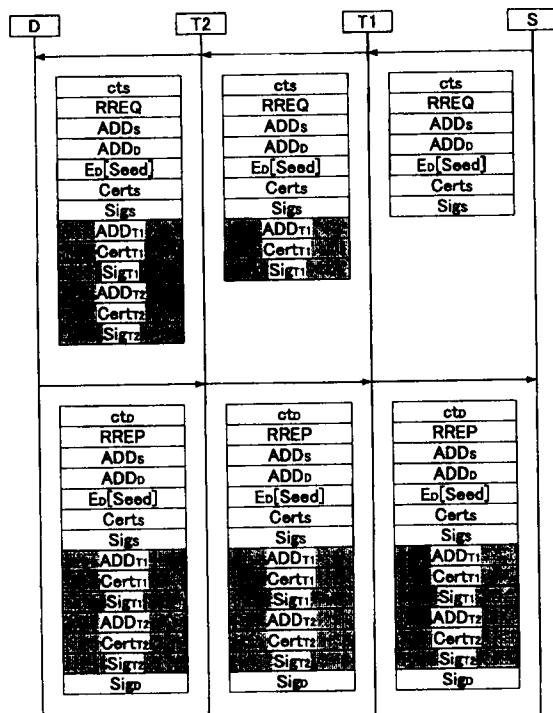 D T2 T1 S
cts
RREQ
ADDs
ADDD
ED[Seed]
Certs
Sigs
ADDT1
CertT1
SigT1
ADDT2
CertT2
SigT2
cts
RREQ
ADDs
ADDD
ED[Seed]
Certs
Sigs
ADDT1
CertT1
SigT1
cts
RREQ
ADDs
ADDD
ED[Seed]
Certs
Sigs
ctD
RREP
ADDs
ADDD
ED[Seed]
Certs
Sigs
ADDT1
CertT1
SigT1
ADDT2
CertT2
SigT2
SigD
ctD
RREP
ADDs
ADDD
ED[Seed]
Certs
Sigs
ADDT1
CertT1
SigT1
ADDT2
CertT2
SigT2
SigD
ctD
RREP
ADDs
ADDD
ED[Seed]
Certs
Sigs
ADDT1
CertT1
SigT1
ADDT2
CertT2
SigT2
SigD